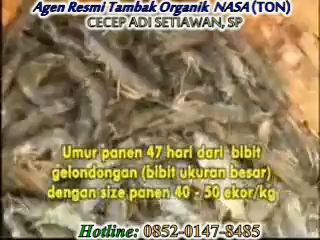 Agen Resmi Tambak Organik NASA (TON)
CECEP ADI SETIAWAN, SP
Umur panen 47 hari dari bibit
gelondongan (bibit ukuran besar)
dengan size panen 40 - 50 ekor/kg
Hotline: 0852-0147-8485